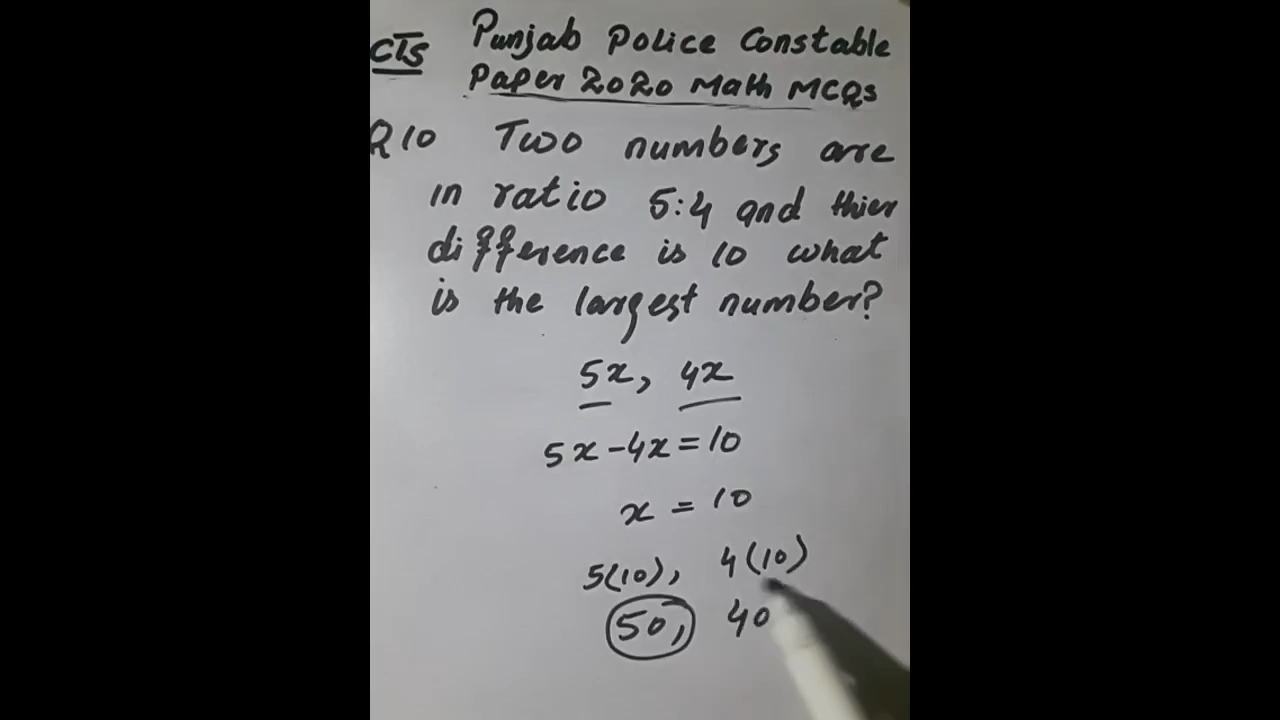 CTS Punjab Police Constable
Paper 2020 Math MCQs
Q10 Two numbers are
in ratio 5:4 and thier
difference is 10 what
is the largest number?
5x, 4x
5x-4x=10
x = 10
5(10), 4(10)
50, 40